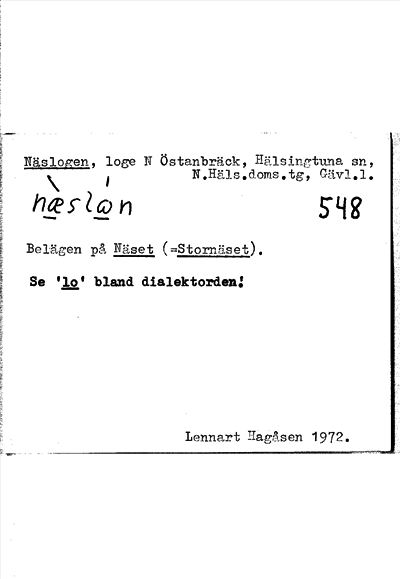 Näslogen, loge N Östanbräck, Hälsingtuna sn,
N.Häls.doms.tg, Gävl.l.
næslɷn 548
Belägen på Näset (=Stornäset).
Se 'lo' bland dialektorden!
Lennart Hagåsen 1972.